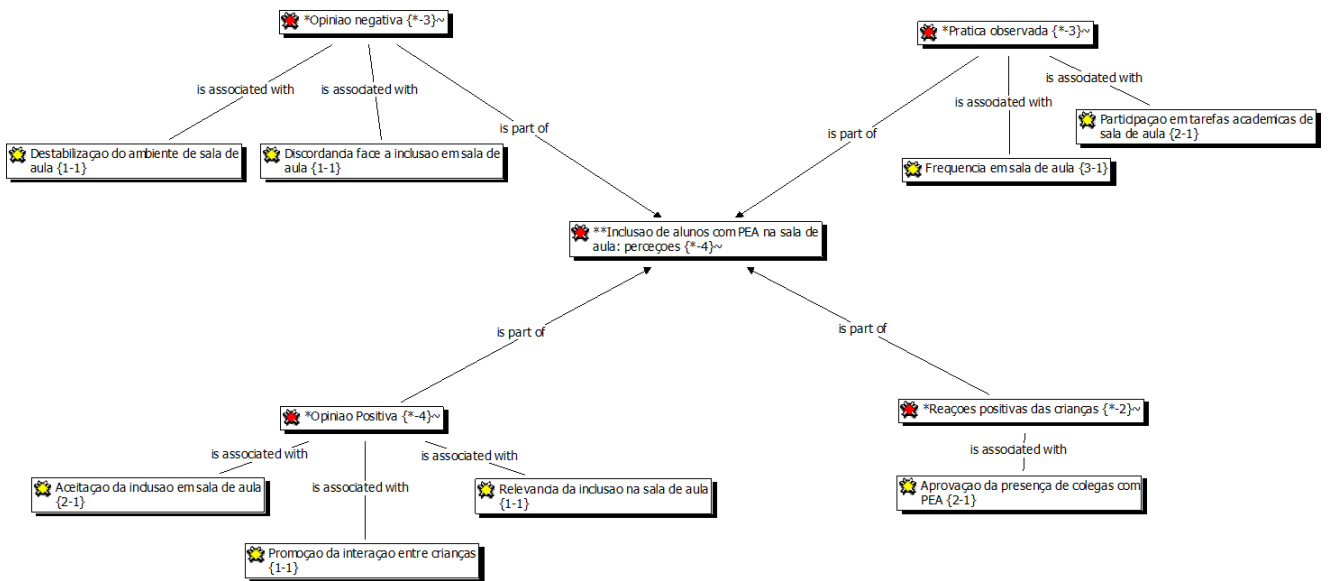 *Opiniao negativa {*-3}~
*Pratica observada {*-3}~
is associated with
is associated with
is part of
is associated with
is associated with
is part of
Destabilizaçao do ambiente de sala de
aula {1-1}
Discordancia face a inclusao em sala de
aula {1-1}
Participaçao em tarefas academicas de
sala de aula {2-1}
Frequência em sala de aula {3-1}
**Inclusao de alunos com PEA na sala de
aula: perceçoes {*-4}~
is part of
is part of
*Opiniao Positiva {*-4}~
*Reaçoes positivas das crianças {*-2}~
is associated with
is associated with
is associated with
is associated with
Aceitaçao da inclusao em sala de aula
{2-1}
Relevancia da inclusao na sala de aula
{1-1}
Aprovaçao da presença de colegas com
PEA {2-1}
Promoçao da interaçao entre crianças
{1-1}